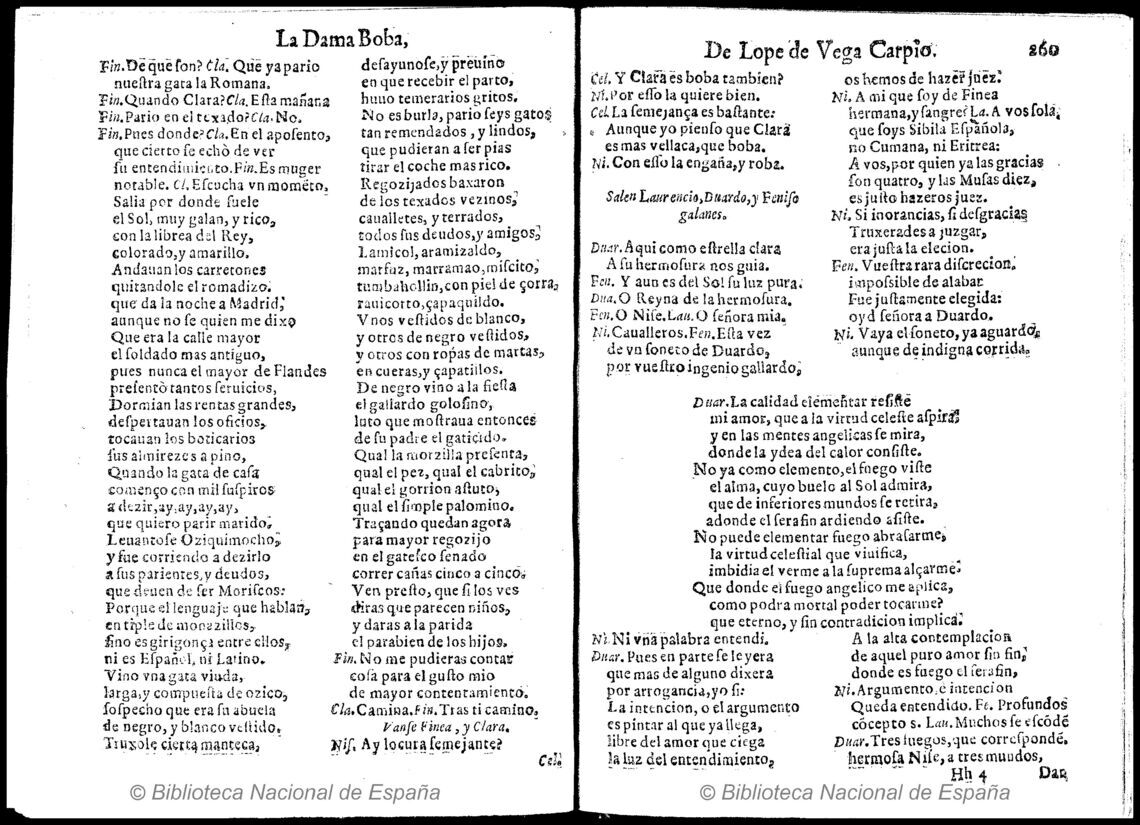 La Dama Boba,
Fin. De que son? Cla. Que ya pario
nuestra gata la Romana.
Fin. Quando Clara? Cla. Esta mañana
Fin. Pario en el texado? Cla. No.
Fin. Pues donde? Cla. En el aposento,
que cierto se echò de ver
su entendimiento. Fin. Es muger
notable. Cl. Escucha vn momẽto,
Salia por donde suele
el Sol, muy galan, y rico,
con la librea del Rey,
colorado, y amarillo.
Andauan los carretones
quitandole el romadizo.
que da la noche a Madrid,
aunque no se quien me dixo
Que era la calle mayor
el soldado mas antiguo,
pues nunca el mayor de Flandes
presentò tantos seruicios,
Dormian las rentas grandes,
despertauan los oficios,
tocauan los boticarios
sus almirezes a pino,
Quando la gata de casa
començo con mil suspiros
a dezir, ay, ay, ay, ay,
que quiero parir marido.
Leuantose Oziquimocho,
y fue corriendo a dezirlo
a sus parientes, y deudos,
que deuen de ser Moriscos:
Porque el lenguaje que hablan,
en tiple de monazillos,
sino es girigonça entre ellos,
ni es Español, ni Latino.
Vino vna gata viuda,
larga, y compuesta de ozico,
sospecho que era su abuela
de negro, y blanco vestido.
Truxole cierta manteca,
desayunose, y preuino
en que recebir el parto,
huuo temerarios gritos.
No es burla, pario seys gatos
tan remendados, y lindos,
que pudieran a ser pias
tirar el coche mas rico.
Regozijados baxaron
de los texados vezinos,
caualletes, y terrados,
todos sus deudos, y amigos,
Lamicol, aramizaldo,
marfuz, marramao, miscito,
tumbahollin, con piel de çorra,
rauicorto, çapaquildo.
Vnos vestidos de blanco,
y otros de negro vestidos,
y otros con ropas de martas,
en cueras, y çapatillos.
De negro vino a la fiesta
el gallardo golosino,
luto que mostraua entonces
de su padre el gaticido.
Qual la morzilla presenta,
qual el pez, qual el cabrito,
qual el gorrion astuto,
qual el simple palomino.
Traçando quedan agora
para mayor regozijo
en el gatesco senado
correr cañas cinco a cinco.
Ven presto, que si los ves
diras que parecen niños,
y daras a la parida
el parabien de los hijos.
Fin. No me pudieras contar
cosa para el gusto mio
de mayor contentamiento.
Cla. Camina. Fin. Tras ti camino.
Vanse Finea, y Clara.
Nis. Ay locura semejante?
Cel.
De Lope de Vega Carpio. 260
Cel. Y Clara es boba tambien?
Ni. Por esso la quiere bien.
Cel. La semejança es bastante:
Aunque yo pienso que Clara
es mas vellaca, que boba.
Ni. Con esso la engaña, y roba.
Salen Laurencio, Duardo, y Feniso
galanes.
Duar. Aqui como estrella clara
A su hermosura nos guia.
Fen. Y aun es del Sol su luz pura.
Dua. O Reyna de la hermosura.
Fen. O Nise. Lau. O señora mia.
Ni. Caualleros. Fen. Esta vez
de vn soneto de Duardo,
por vuestro ingenio gallardo,
os hemos de hazer juez.
Ni. A mi que soy de Finea
hermana, y sangre? La. A vos sola,
que soys Sibila Española,
no Cumana, ni Eritrea:
A vos, por quien ya las gracias
son quatro, y las Musas diez,
es justo hazeros juez.
Ni. Si inorancias, si desgracias
Truxerades a juzgar,
era justa la elecion.
Fen. Vuestra rara discrecion,
impossible de alabar
Fue justamente elegida:
oyd señora a Duardo.
Ni. Vaya el soneto, ya aguardo,
aunque de indigna corrida.
Duar. La calidad elementar resiste
mi amor, que a la virtud celeste aspira,
y en las mentes angelicas se mira,
donde la ydea del calor consiste.
No ya como elemento, el fuego viste
el alma, cuyo buelo al Sol admira,
que de inferiores mundos se retira,
adonde el serafin ardiendo asiste.
No puede elementar fuego abrasarme,
la virtud celestial que viuifica,
imbidia el verme a la suprema alçarme:
Que donde el fuego angelico me aplica,
como podra mortal poder tocarme?
que eterno, y sin contradicion implica.
Ni. Ni vna palabra entendi.
Duar. Pues en parte se leyera
que mas de alguno dixera
por arrogancia, yo si:
La intencion, o el argumento
es pintar al que ya llega,
libre del amor que ciega
la luz del entendimiento,
A la alta contemplacion
de aquel puro amor sin fin,
donde es fuego el serafin,
Ni. Argumento, e intencion
Queda entendido. Fe. Profundos
cõcepto s. Lau. Muchos se escõdẽ
Duar. Tres fuegos, que correspondẽ.
hermosa Nise, a tres mundos,
Hh 4 Dar
© Biblioteca Nacional de España
© Biblioteca Nacional de España